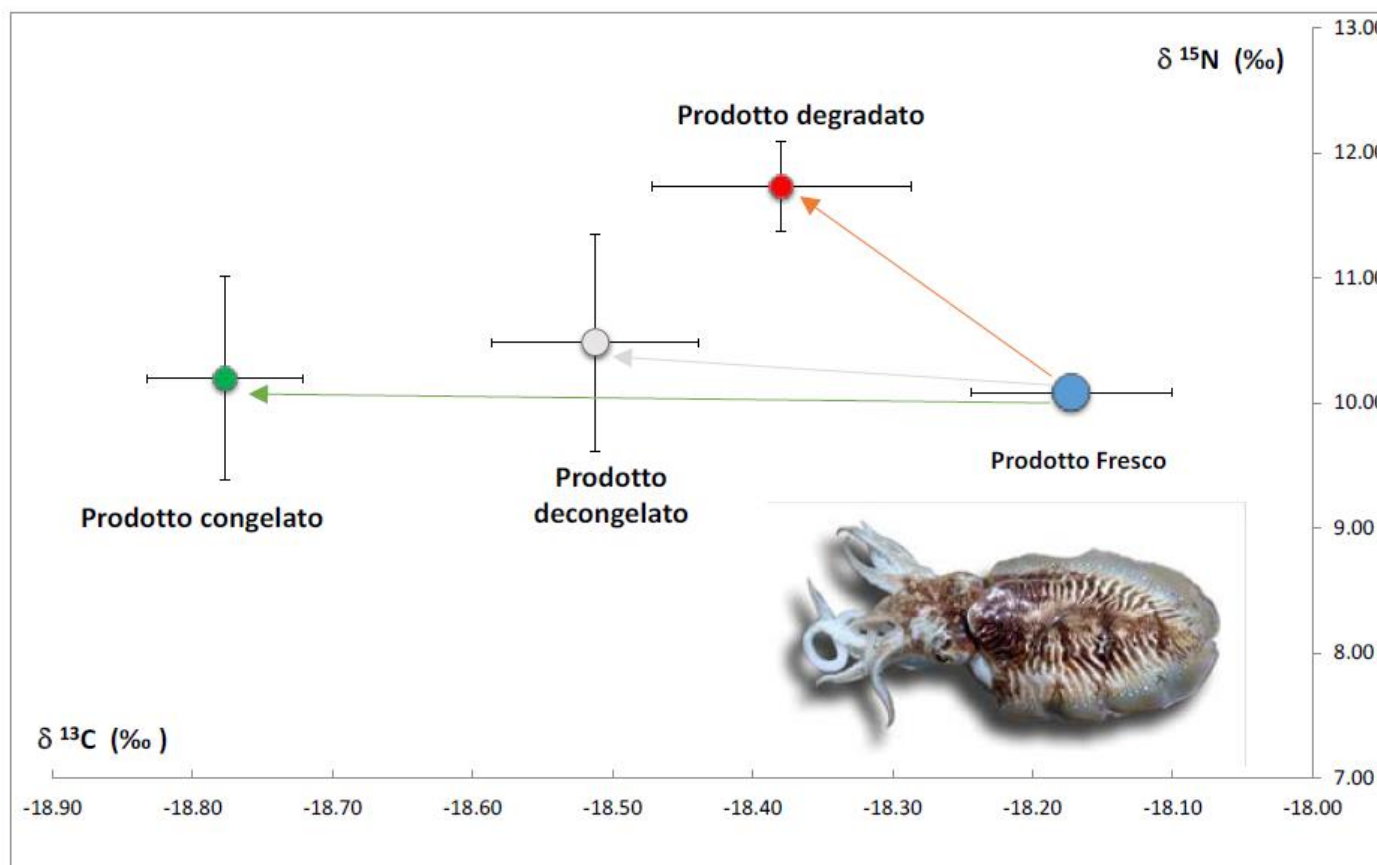 13.00
δ ¹⁵N (‰)
Prodotto degradato
12.00
11.00
10.00
Prodotto Fresco
Prodotto
decongelato
Prodotto congelato
9.00
8.00
δ ¹³C (‰ )
7.00
-18.90 -18.80 -18.70 -18.60 -18.50 -18.40 -18.30 -18.20 -18.10 -18.00